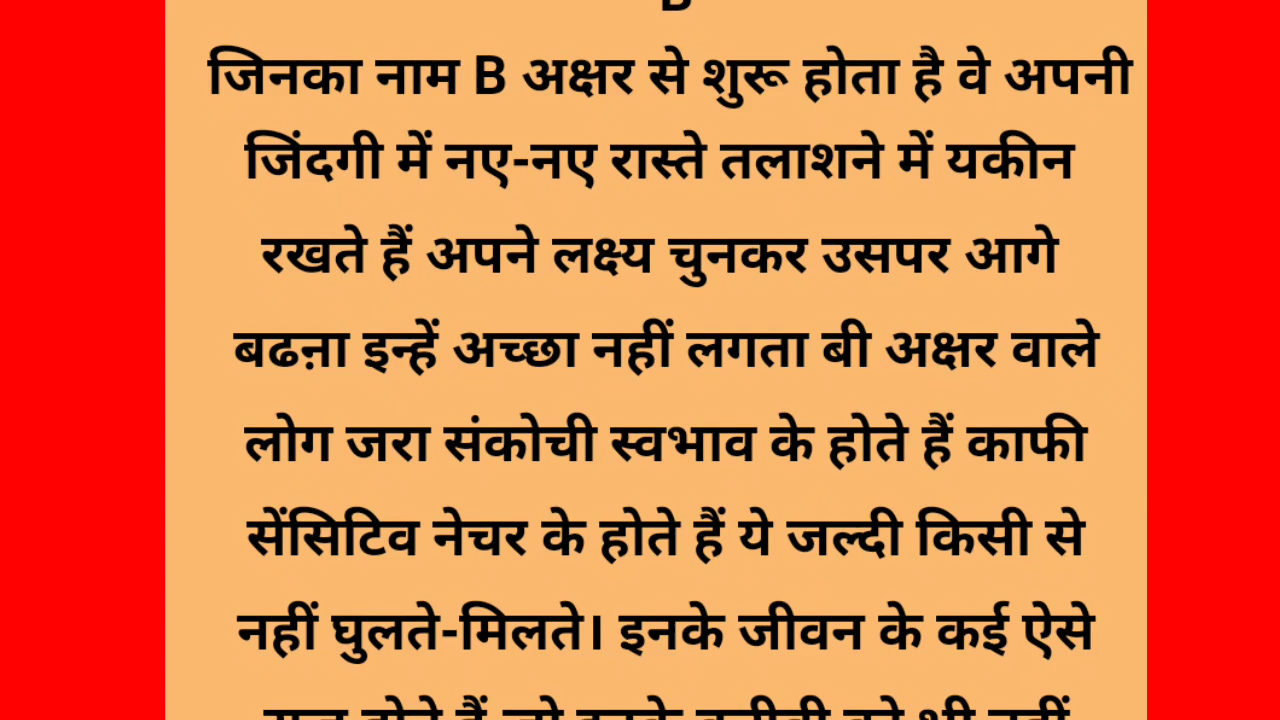 B
जिनका नाम B अक्षर से शुरू होता है वे अपनी
जिंदगी में नए-नए रास्ते तलाशने में यकीन
रखते हैं अपने लक्ष्य चुनकर उसपर आगे
बढऩा इन्हें अच्छा नहीं लगता बी अक्षर वाले
लोग जरा संकोची स्वभाव के होते हैं काफी
सेंसिटिव नेचर के होते हैं ये जल्दी किसी से
नहीं घुलते-मिलते। इनके जीवन के कई ऐसे